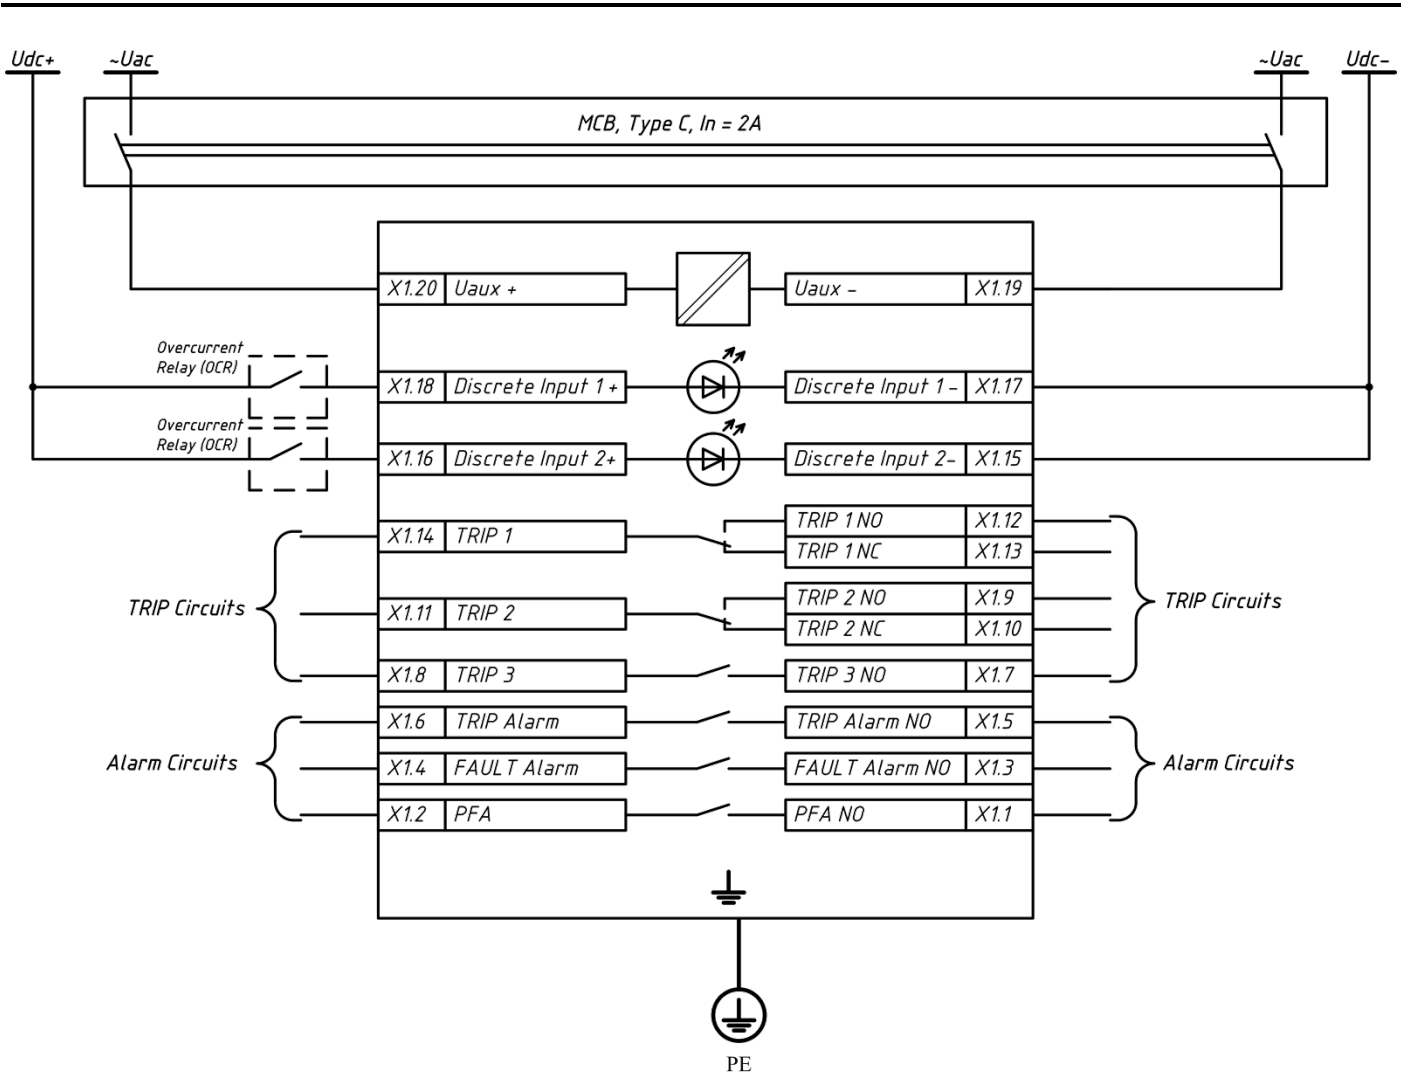 Udc+ ~Uac ~Uac Udc-
MCB, Type C, In = 2A
X1.20 Uaux + Uaux - X1.19
Overcurrent
Relay (OCR)
X1.18 Discrete Input 1 + Discrete Input 1 - X1.17
Overcurrent
Relay (OCR)
X1.16 Discrete Input 2+ Discrete Input 2- X1.15
TRIP 1 NO X1.12
X1.14 TRIP 1
TRIP 1 NC X1.13
TRIP 2 NO X1.9
TRIP Circuits X1.11 TRIP 2 TRIP Circuits
TRIP 2 NC X1.10
X1.8 TRIP 3 TRIP 3 NO X1.7
X1.6 TRIP Alarm TRIP Alarm NO X1.5
Alarm Circuits X1.4 FAULT Alarm FAULT Alarm NO X1.3 Alarm Circuits
X1.2 PFA PFA NO X1.1
PE